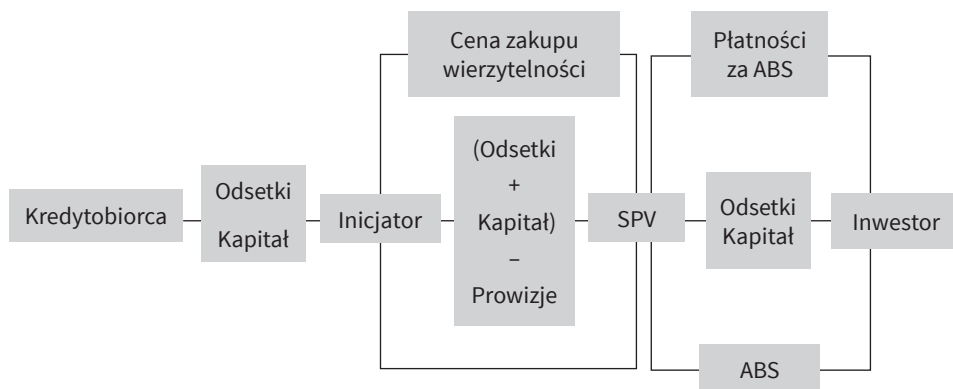 Cena zakupu
wierzytelności
Płatności
za ABS
Kredytobiorca
Odsetki
Kapitał
Inicjator
(Odsetki
+
Kapitał)
–
Prowizje
SPV
Odsetki
Kapitał
Inwestor
ABS